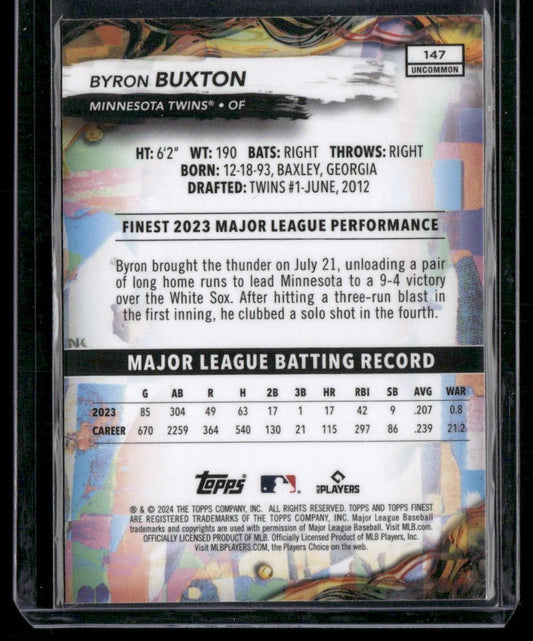 147
UNCOMMON
BYRON BUXTON
MINNESOTA TWINS® • OF
HT: 6'2" WT: 190 BATS: RIGHT THROWS: RIGHT
BORN: 12-18-93, BAXLEY, GEORGIA
DRAFTED: TWINS #1-JUNE, 2012
FINEST 2023 MAJOR LEAGUE PERFORMANCE
Byron brought the thunder on July 21, unloading a pair
of long home runs to lead Minnesota to a 9-4 victory
over the White Sox. After hitting a three-run blast in
the first inning, he clubbed a solo shot in the fourth.
NK
MAJOR LEAGUE BATTING RECORD
G AB R H 2B 3B HR RBI SB AVG WAR
2023 85 304 49 63 17 1 17 42 9 .207 0.8
CAREER 670 2259 364 540 130 21 115 297 86 .239 21.2
Topps
PLAYERS
® & © 2024 THE TOPPS COMPANY, INC. ALL RIGHTS RESERVED. TOPPS AND TOPPS FINEST
ARE REGISTERED TRADEMARKS OF THE TOPPS COMPANY, INC. Major League Baseball
trademarks and copyrights are used with permission of Major League Baseball. Visit MLB.com.
OFFICIALLY LICENSED PRODUCT OF MLB. Officially Licensed Product of MLB Players, Inc.
Visit MLBPLAYERS.COM, the Players Choice on the web.